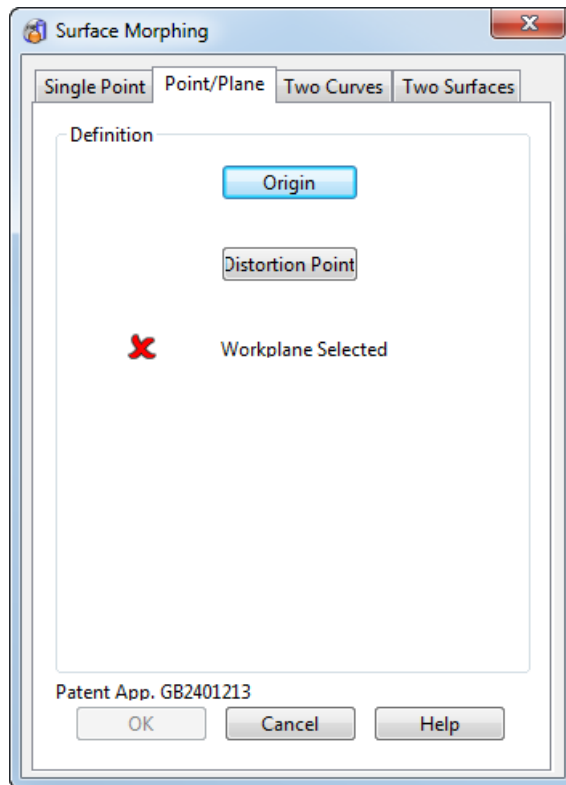 Surface Morphing
Single Point Point/Plane Two Curves Two Surfaces
Definition
Origin
Distortion Point
Workplane Selected
Patent App. GB2401213
OK Cancel Help